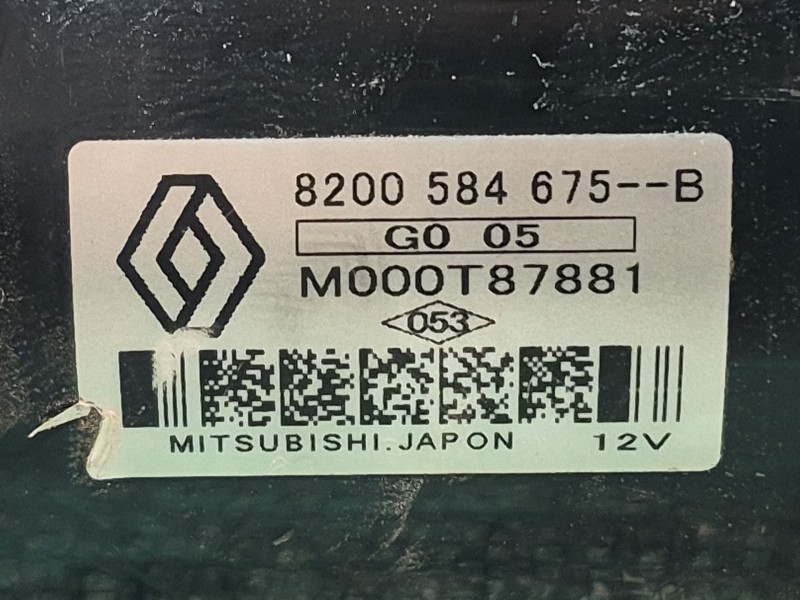 8200 584 675--B
G0 05
M000T87881
053
MITSUBISHI.JAPON 12V